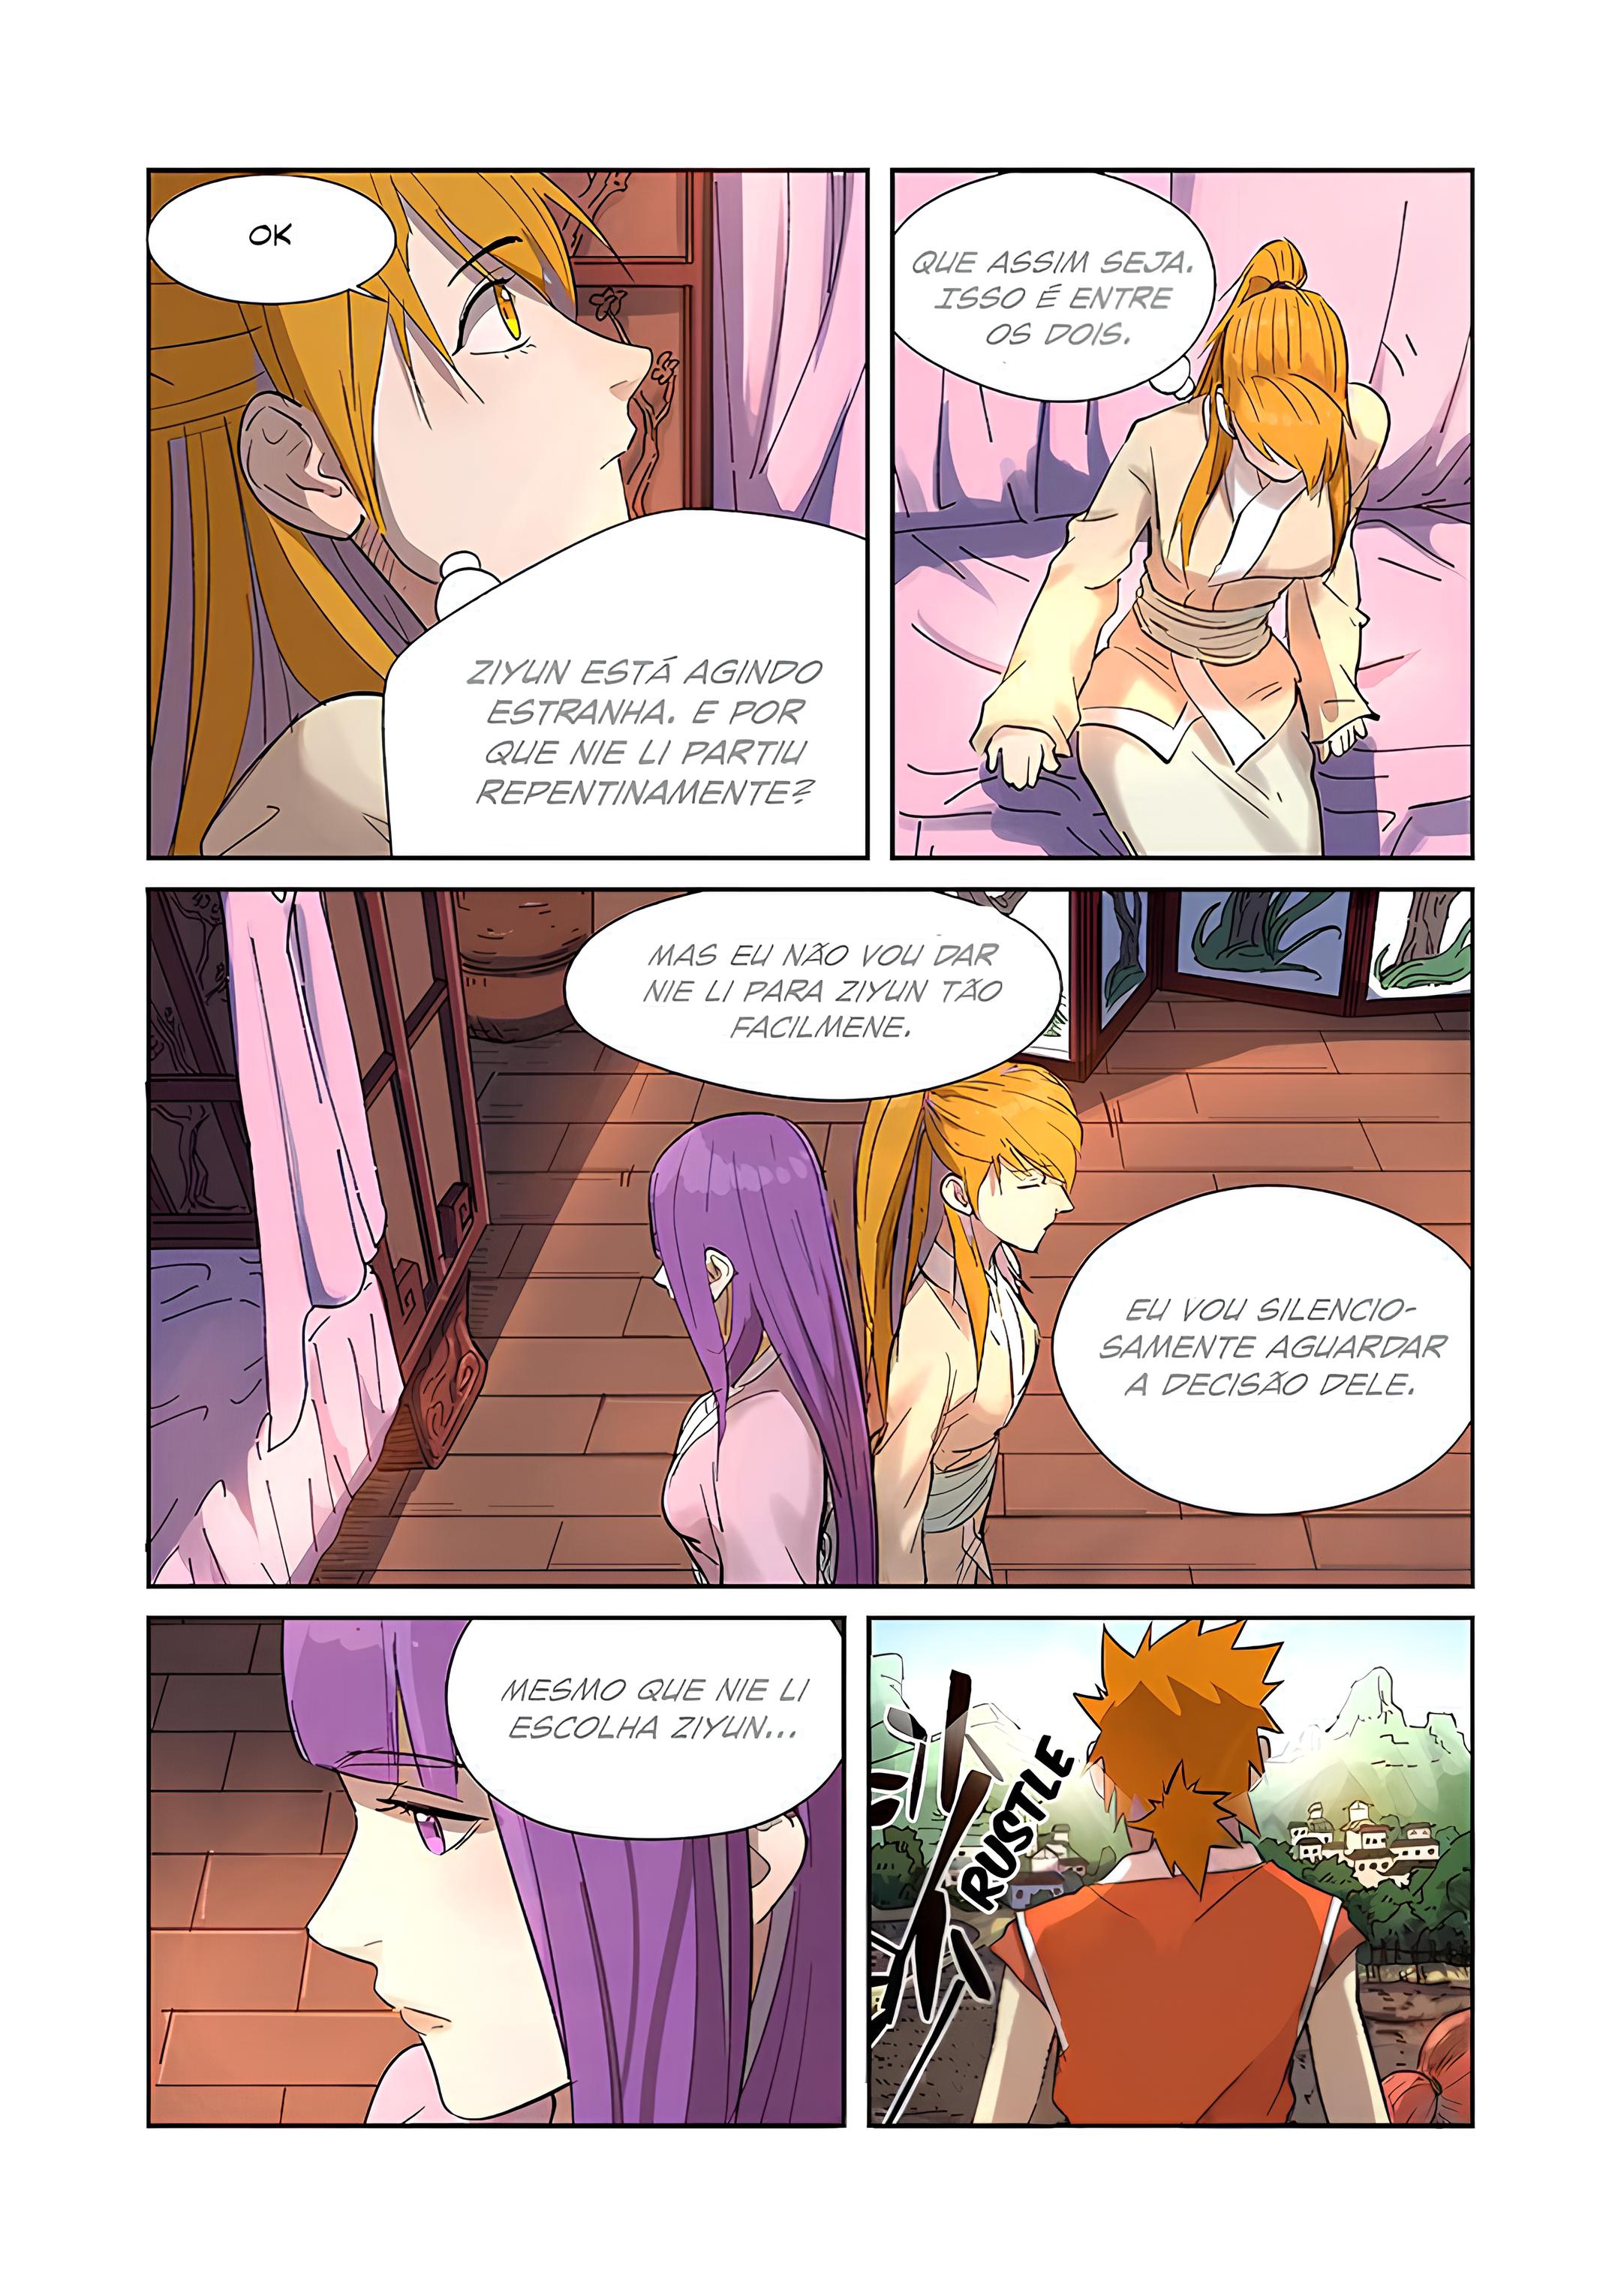 OK
ZIYUN ESTÁ AGINDO
ESTRANHA. E POR
QUE NIE LI PARTIU
REPENTINAMENTE?
QUE ASSIM SEJA.
ISSO É ENTRE
OS DOIS.
MAS EU NÃO VOU DAR
NIE LI PARA ZIYUN TÃO
FACILMENE.
EU VOU SILENCIO-
SAMENTE AGUARDAR
A DECISÃO DELE.
MESMO QUE NIE LI
ESCOLHA ZIYUN...
RUSTLE